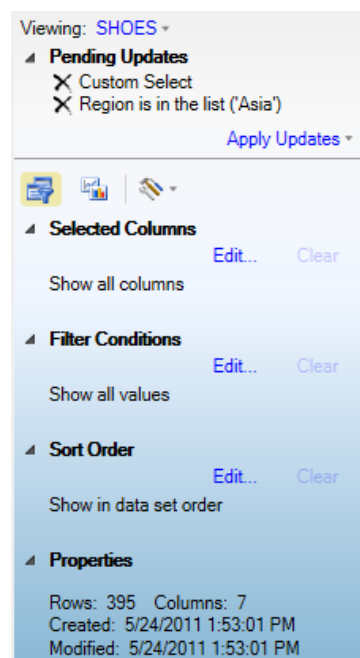 Viewing: SHOES
Pending Updates
Custom Select
Region is in the list ('Asia')
Apply Updates
Selected Columns
Edit... Clear
Show all columns
Filter Conditions
Edit... Clear
Show all values
Sort Order
Edit... Clear
Show in data set order
Properties
Rows: 395 Columns: 7
Created: 5/24/2011 1:53:01 PM
Modified: 5/24/2011 1:53:01 PM